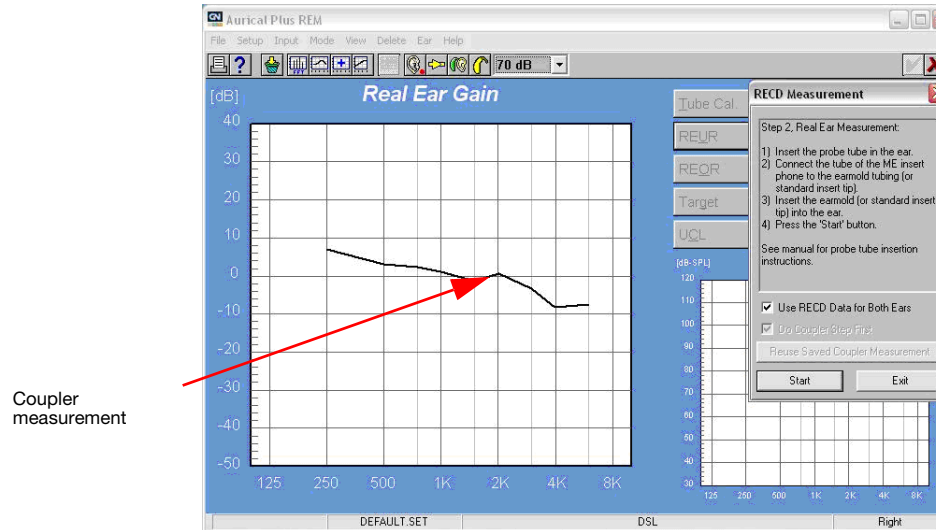 Aurical Plus REM
File Setup Input Mode View Delete Ear Help
70 dB
[dB]
Real Ear Gain
40
30
20
10
0
-10
-20
-30
-40
-50
125 250 500 1K 2K 4K 8K
Coupler
measurement
Tube Cal.
REUR
REOR
Target
UCL
[dB-SPL]
120
110
100
90
80
70
60
50
40
30
125 250 500 1K 2K 4K 8K
RECD Measurement
Step 2, Real Ear Measurement:
1) Insert the probe tube in the ear.
2) Connect the tube of the ME insert
phone to the earmold tubing (or
standard insert tip).
3) Insert the earmold (or standard insert
tip) into the ear.
4) Press the 'Start' button.
See manual for probe tube insertion
instructions.
Use RECD Data for Both Ears
Do Coupler Step First
Reuse Saved Coupler Measurement
Start Exit
DEFAULT.SET DSL Right